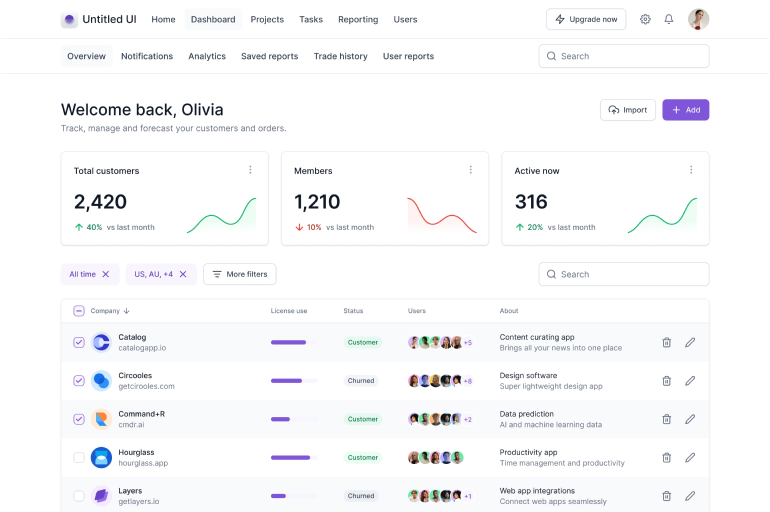 Untitled UI Home Dashboard Projects Tasks Reporting Users Upgrade now
Overview Notifications Analytics Saved reports Trade history User reports Search
Welcome back, Olivia
Track, manage and forecast your customers and orders.
Import Add
Total customers
2,420
40% vs last month
Members
1,210
10% vs last month
Active now
316
20% vs last month
All time US, AU, +4 More filters Search
Company License use Status Users About
Catalog
catalogapp.io
Customer
+5
Content curating app
Brings all your news into one place
Circooles
getcirooles.com
Churned
+8
Design software
Super lightweight design app
Command+R
cmdr.ai
Customer
+2
Data prediction
AI and machine learning data
Hourglass
hourglass.app
Customer
Productivity app
Time management and productivity
Layers
getlayers.io
Churned
+1
Web app integrations
Connect web apps seamlessly